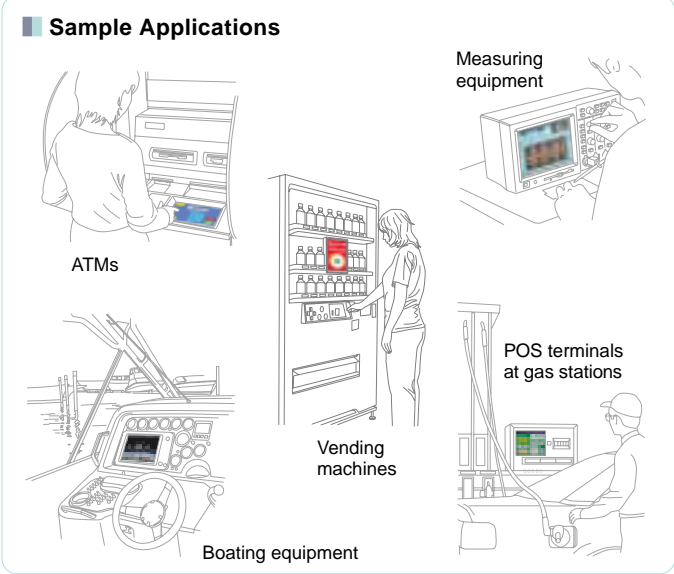 Sample Applications
Measuring
equipment
ATMs
POS terminals
at gas stations
Vending
machines
Boating equipment